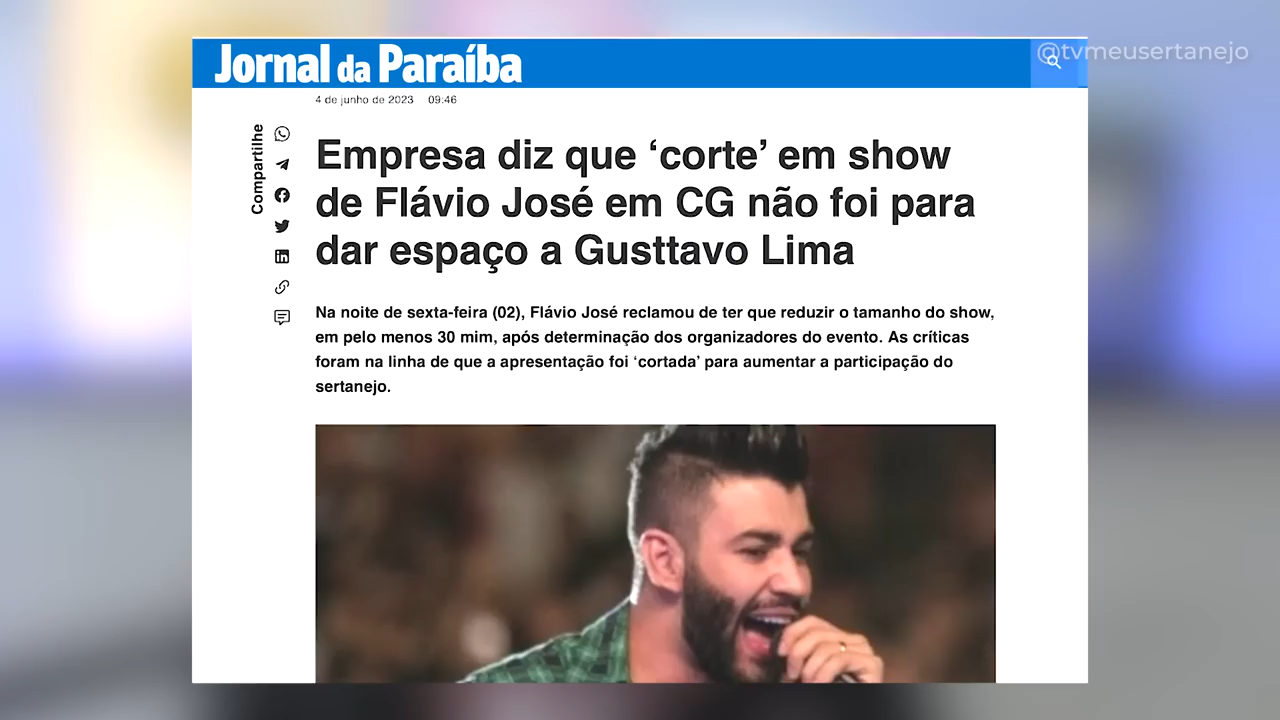 Jornal da Paraíba
@tvmeusertanejo
4 de junho de 2023 09:46
Compartilhe
Empresa diz que ‘corte’ em show
de Flávio José em CG não foi para
dar espaço a Gusttavo Lima
Na noite de sexta-feira (02), Flávio José reclamou de ter que reduzir o tamanho do show,
em pelo menos 30 mim, após determinação dos organizadores do evento. As críticas
foram na linha de que a apresentação foi ‘cortada’ para aumentar a participação do
sertanejo.